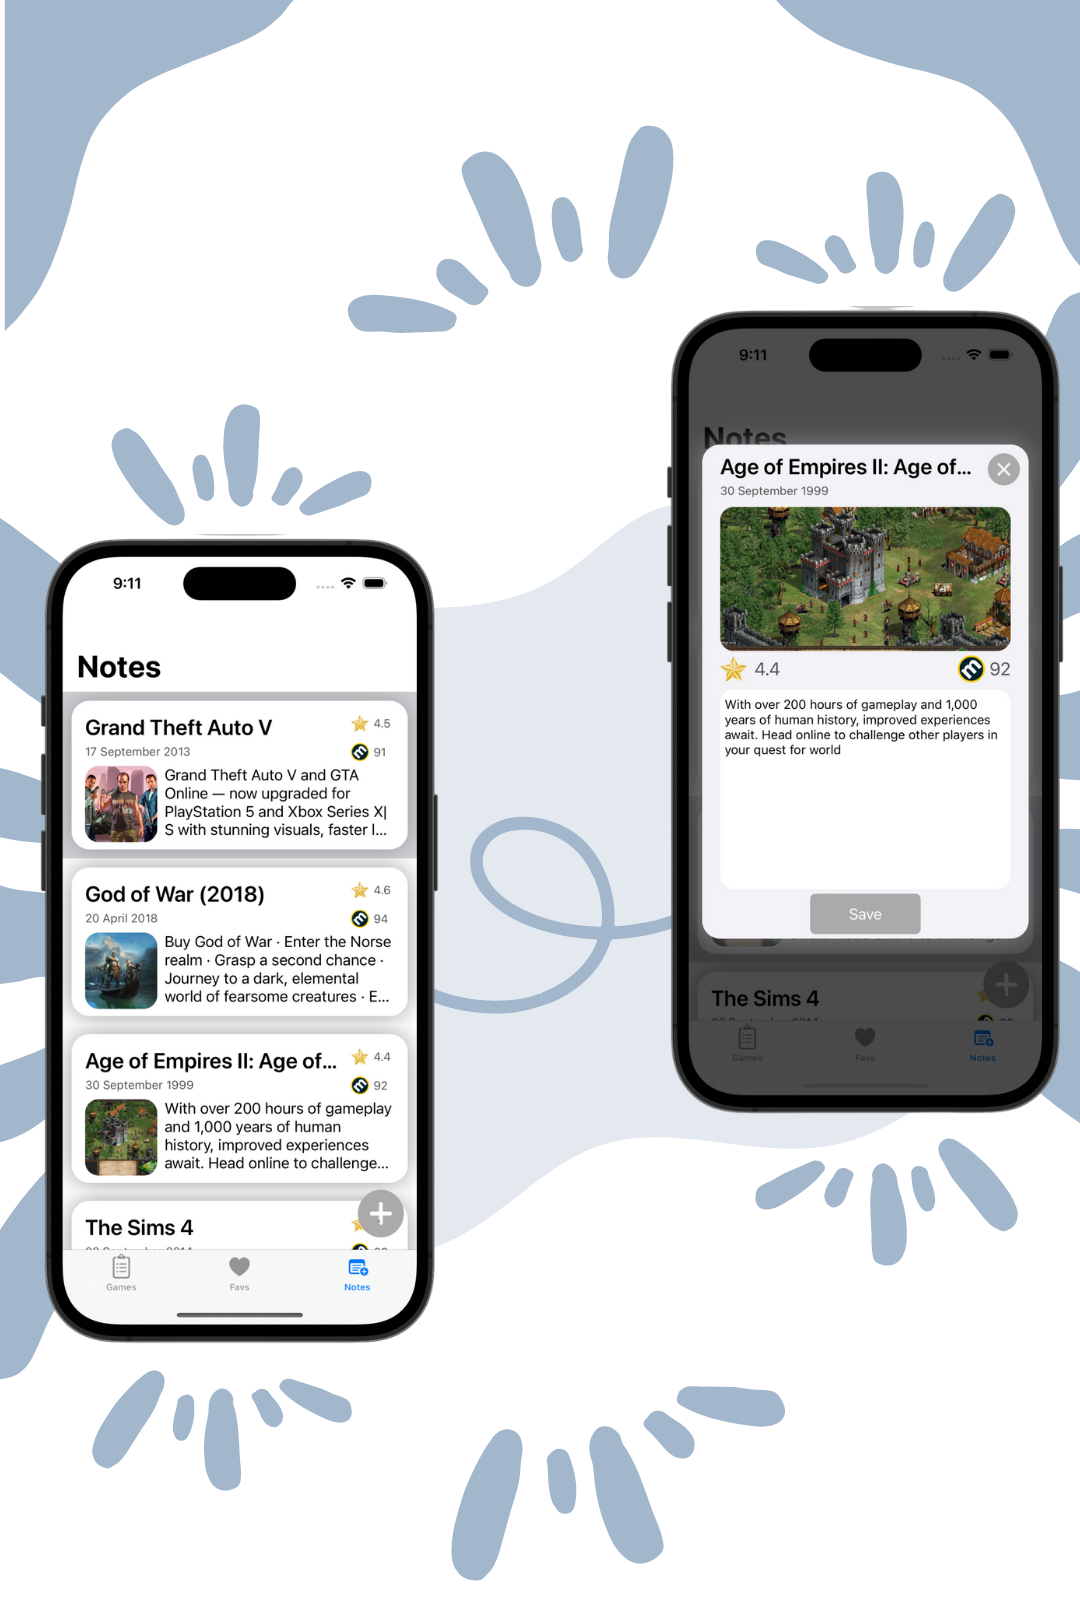 9:11
Notes
Grand Theft Auto V
4.5
17 September 2013
91
Grand Theft Auto V and GTA
Online — now upgraded for
PlayStation 5 and Xbox Series X|
S with stunning visuals, faster l...
God of War (2018)
4.6
20 April 2018
94
Buy God of War · Enter the Norse
realm · Grasp a second chance ·
Journey to a dark, elemental
world of fearsome creatures · E...
Age of Empires II: Age of...
4.4
30 September 1999
92
With over 200 hours of gameplay
and 1,000 years of human
history, improved experiences
await. Head online to challenge...
The Sims 4
Games
Favs
Notes
9:11
Notes
Age of Empires II: Age of...
30 September 1999
4.4
92
With over 200 hours of gameplay and 1,000
years of human history, improved experiences
await. Head online to challenge other players in
your quest for world
Save
The Sims 4
Games
Favs
Notes